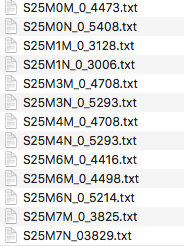 S25M0M_0_4473.txt
S25M0N_0_5408.txt
S25M1M_0_3128.txt
S25M1N_0_3006.txt
S25M3M_0_4708.txt
S25M3N_0_5293.txt
S25M4M_0_4708.txt
S25M4N_0_5293.txt
S25M6M_0_4416.txt
S25M6M_0_4498.txt
S25M6N_0_5214.txt
S25M7M_0_3825.txt
S25M7N_03829.txt